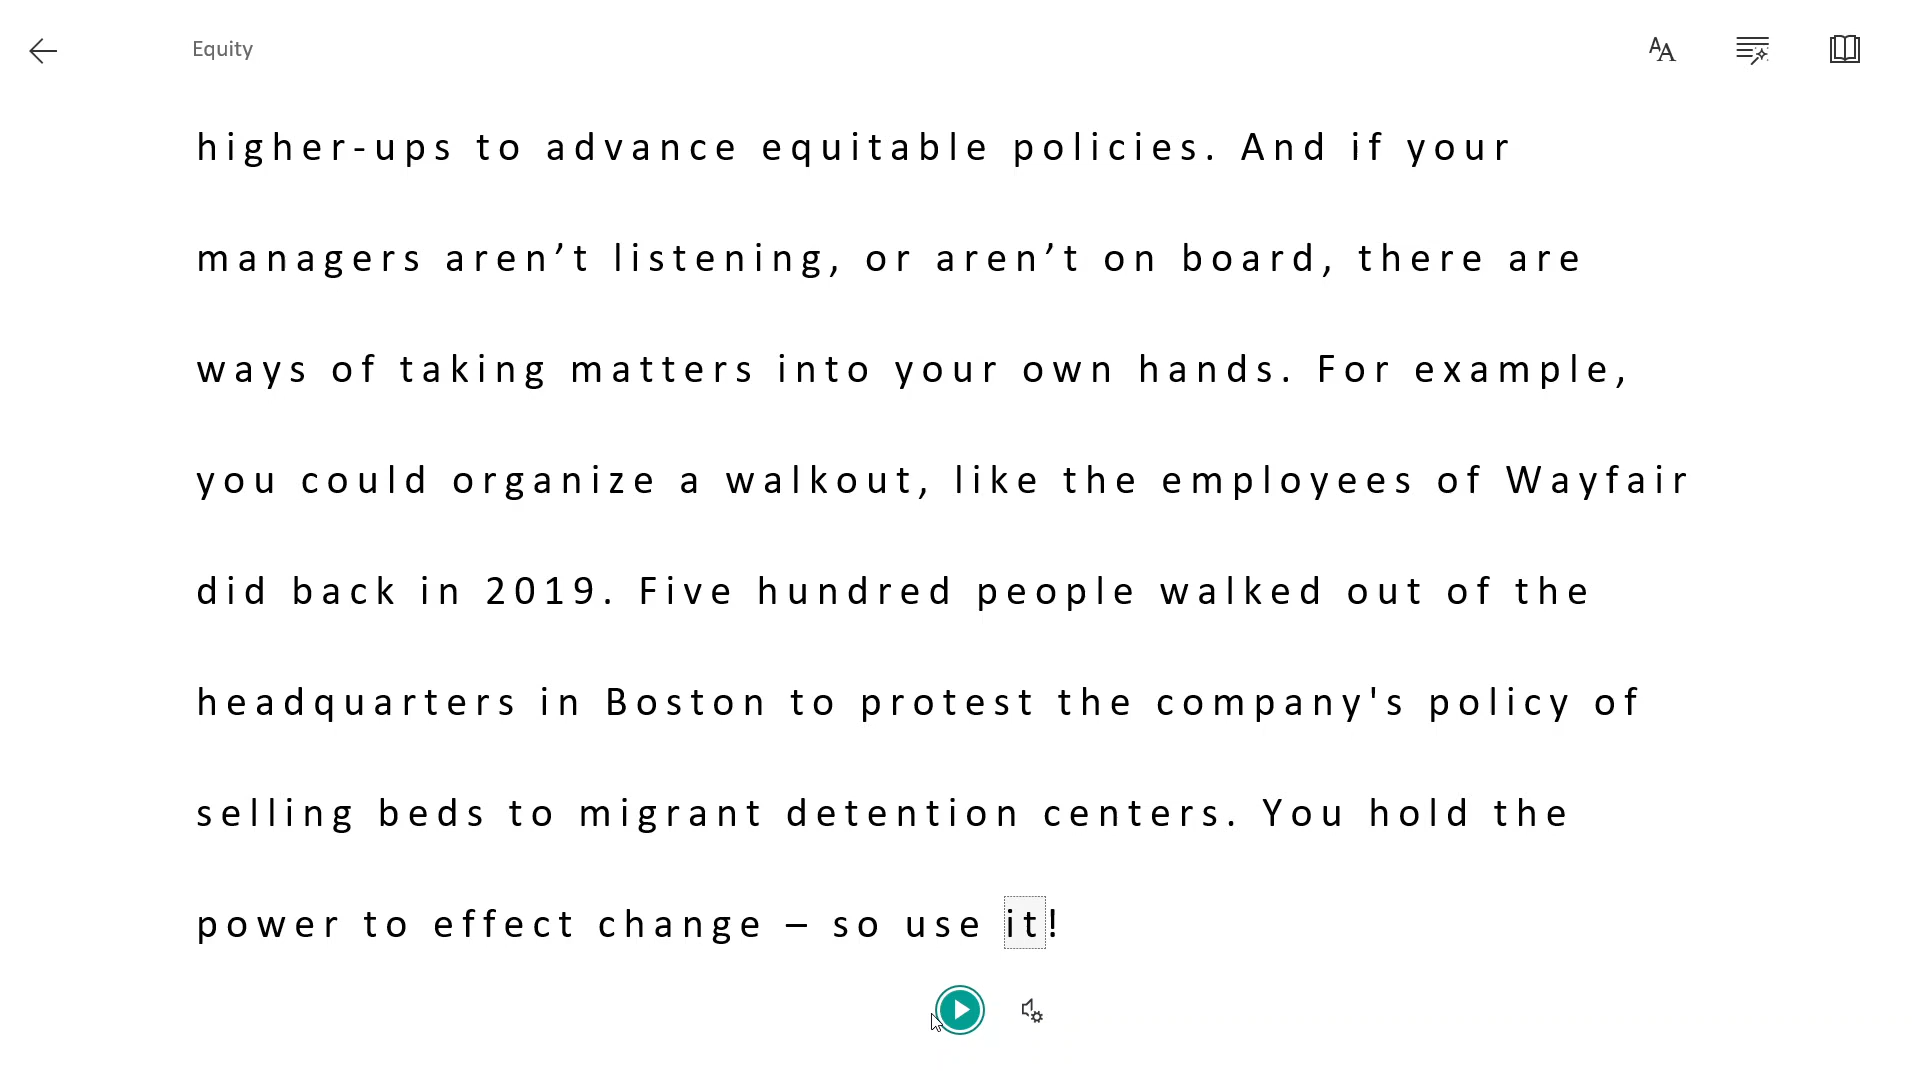 Equity
higher-ups to advance equitable policies. And if your
managers aren’t listening, or aren’t on board, there are
ways of taking matters into your own hands. For example,
you could organize a walkout, like the employees of Wayfair
did back in 2019. Five hundred people walked out of the
headquarters in Boston to protest the company's policy of
selling beds to migrant detention centers. You hold the
power to effect change – so use it!